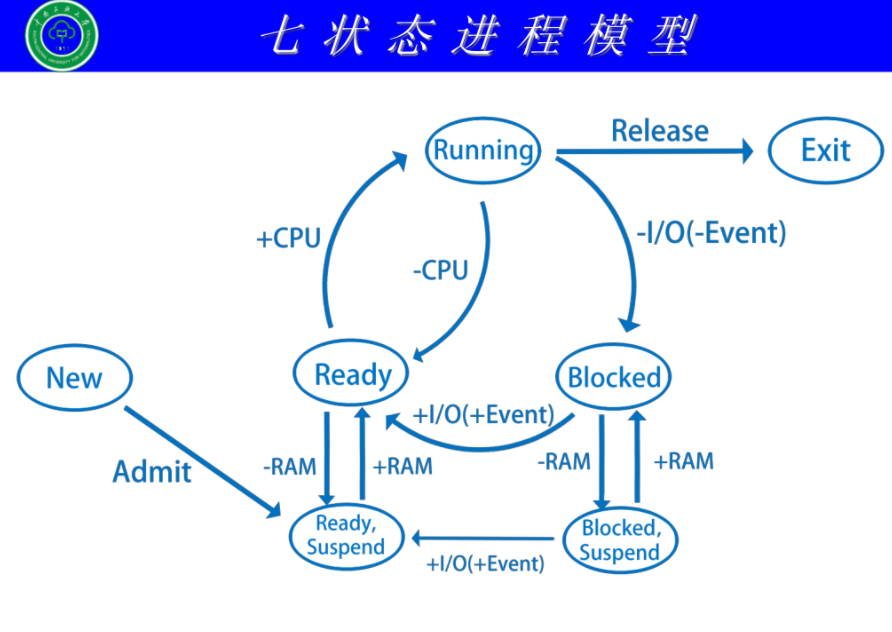 七状态进程模型
Running
Release
Exit
+CPU
-CPU
-I/O(-Event)
New
Ready
Blocked
+I/O(+Event)
Admit
-RAM
+RAM
-RAM
+RAM
Ready,
Suspend
Blocked,
Suspend
+I/O(+Event)